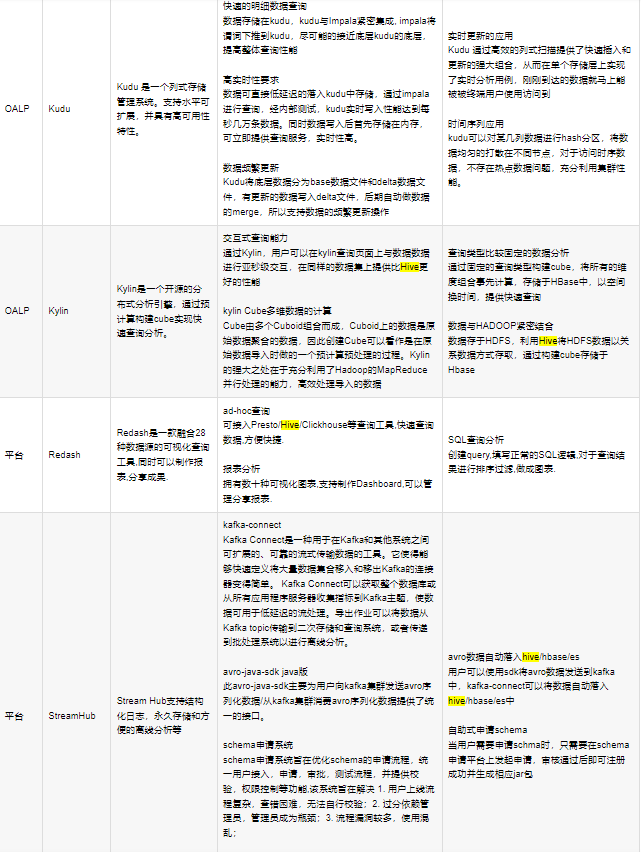 OALP
Kudu
Kudu 是一个列式存储
管理系统。支持水平可
扩展，并具有高可用性
特性。
快速的明细数据查询
数据存储在kudu，kudu与Impala紧密集成, impala将
谓词下推到kudu，尽可能的接近底层kudu的底层，
提高整体查询性能
高实时性要求
数据可直接低延迟的落入kudu中存储，通过impala
进行查询，经内部测试，kudu实时写入性能达到每
秒几万条数据。同时数据写入后首先存储在内存，
可立即提供查询服务，实时性高。
数据频繁更新
Kudu将底层数据分为base数据文件和delta数据文
件，有更新的数据写入delta文件，后期自动做数据
的merge，所以支持数据的频繁更新操作
实时更新的应用
Kudu 通过高效的列式扫描提供了快速插入和
更新的强大组合，从而在单个存储层上实现
了实时分析用例，刚刚到达的数据就马上能
被被终端用户使用访问到
时间序列应用
kudu可以对某几列数据进行hash分区，将数
据均匀的打散在不同节点，对于访问时序数
据，不存在热点数据问题，充分利用集群性
能。
OALP
Kylin
Kylin是一个开源的分
布式分析引擎，通过预
计算构建cube实现快
速查询分析。
交互式查询能力
通过Kylin，用户可以在kylin查询页面上与数据数据
进行亚秒级交互，在同样的数据集上提供比Hive更
好的性能
kylin Cube多维数据的计算
Cube由多个Cuboid组合而成，Cuboid上的数据是原
始数据聚合的数据，因此创建Cube可以看作是在原
始数据导入时做的一个预计算预处理的过程。Kylin
的强大之处在于充分利用了Hadoop的MapReduce
并行处理的能力，高效处理导入的数据
查询类型比较固定的数据分析
通过固定的查询类型构建cube，将所有的维
度组合事先计算，存储于HBase中，以空间
换时间，提供快速查询
数据与HADOOP紧密结合
数据存于HDFS，利用Hive将HDFS数据以关
系数据方式存取，通过构建cube存储于
Hbase
平台
Redash
Redash是一款融合28
种数据源的可视化查询
工具,同时可以制作报
表,分享成果.
ad-hoc查询
可接入Presto/Hive/Clickhouse等查询工具,快速查询
数据,方便快捷.
报表分析
拥有数十种可视化图表,支持制作Dashboard,可以
管理分享报表.
SQL查询分析
创建query,填写正常的SQL逻辑,对于查询结
果进行排序过滤,做成图表.
平台
StreamHub
Stream Hub支持结构
化日志，永久存储和方
便的离线分析等
kafka-connect
Kafka Connect是一种用于在Kafka和其他系统之间
可扩展的、可靠的流式传输数据的工具。它使得能
够快速定义将大量数据集合移入和移出Kafka的连接
器变得简单。 Kafka Connect可以获取整个数据库或
从所有应用程序服务器收集指标到Kafka主题，使数
据可用于低延迟的流处理。导出作业可以将数据从
Kafka topic传输到二次存储和查询系统，或者传递
到批处理系统以进行离线分析。
avro-java-sdk java版
此avro-java-sdk主要为用户向kafka集群发送avro序
列化数据/从kafka集群消费avro序列化数据提供了统
一的接口。
schema申请系统
schema申请系统旨在优化schema的申请流程，统
一用户接入，申请，审批，测试流程，并提供校
验，权限控制等功能,该系统旨在解决 1. 用户上线流
程复杂，查错困难，无法自行校验；2. 过分依赖管
理员，管理员成为瓶颈；3. 流程漏洞较多，使用混
乱；
avro数据自动落入hive/hbase/es
用户可以使用sdk将avro数据发送到kafka
中，kafka-connect可以将数据自动落入
hive/hbase/es中
自助式申请schema
当用户需要申请schma时，只需要在schema
申请平台上发起申请，审核通过后即可注册
成功并生成相应jar包